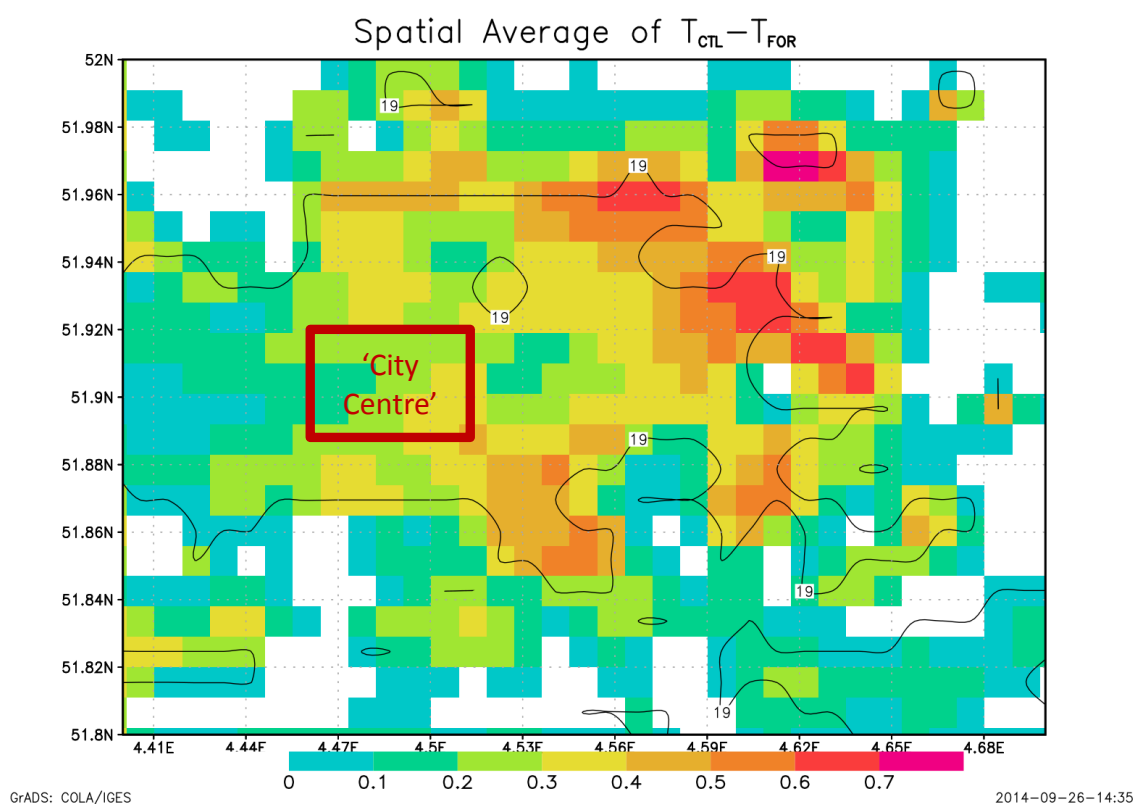 Spatial Average of T_CTL−T_FOR
52N
51.98N
51.96N
51.94N
51.92N
51.9N
51.88N
51.86N
51.84N
51.82N
51.8N
19
19
19
19
‘City
Centre’
19
19
19
4.41E 4.44E 4.47E 4.5E 4.53E 4.56E 4.59E 4.62E 4.65E 4.68E
0 0.1 0.2 0.3 0.4 0.5 0.6 0.7
GrADS: COLA/IGES 2014-09-26-14:35